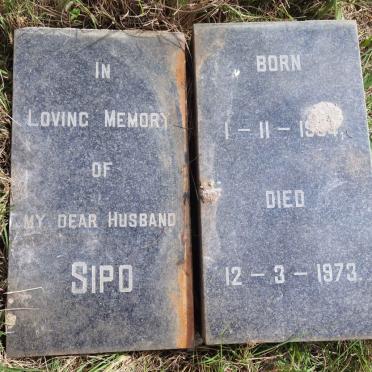 IN
LOVING MEMORY
OF
MY DEAR HUSBAND
SIPO
BORN
1 – 11 –
DIED
12 – 3 – 1973.